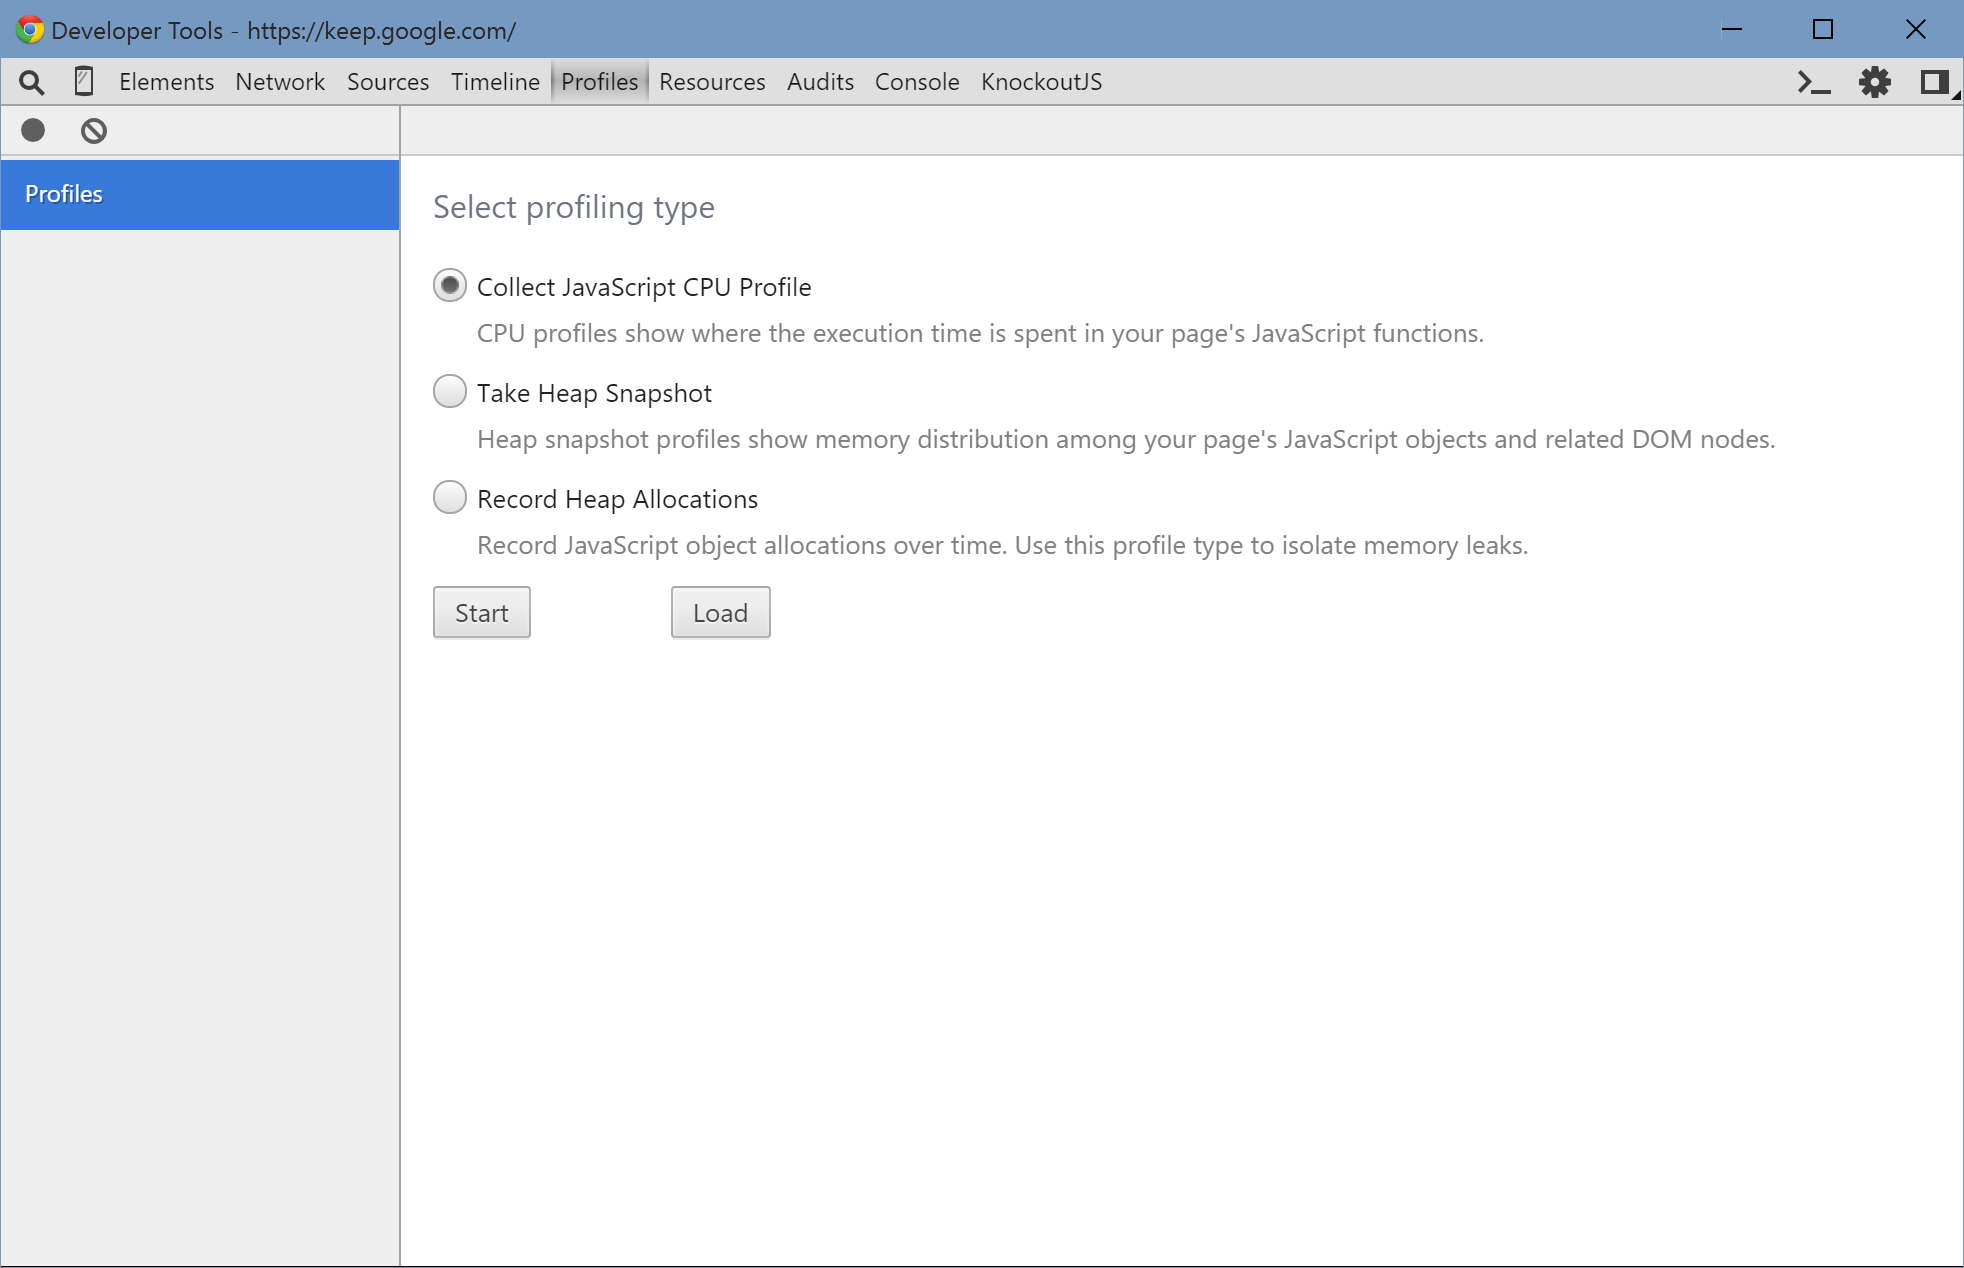 Developer Tools - https://keep.google.com/
Elements Network Sources Timeline Profiles Resources Audits Console KnockoutJS
Profiles
Select profiling type
Collect JavaScript CPU Profile
CPU profiles show where the execution time is spent in your page's JavaScript functions.
Take Heap Snapshot
Heap snapshot profiles show memory distribution among your page's JavaScript objects and related DOM nodes.
Record Heap Allocations
Record JavaScript object allocations over time. Use this profile type to isolate memory leaks.
Start Load